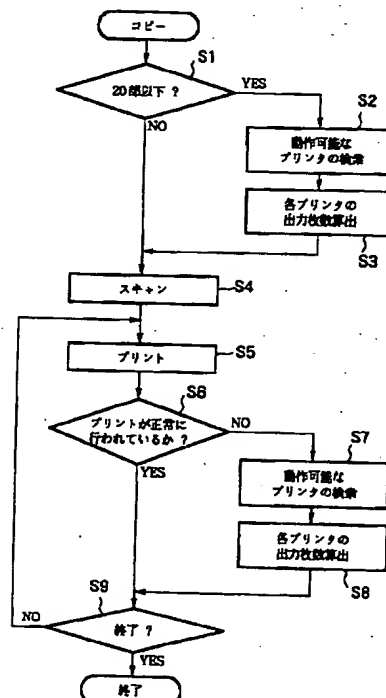 コピー
S1
20部以下 ?
YES
NO
S2
動作可能な
プリンタの検索
各プリンタの
出力枚数算出
S3
スキャン
S4
プリント
S5
S6
プリントが正常に
行われているか ?
NO
YES
S7
動作可能な
プリンタの検索
各プリンタの
出力枚数算出
S8
S9
NO
終了 ?
YES
終了